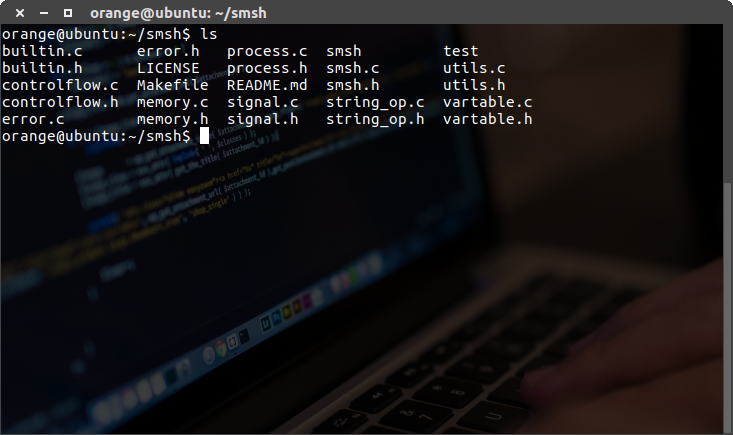 orange@ubuntu: ~/smsh
orange@ubuntu:~/smsh$ ls
builtin.c error.h process.c smsh test
builtin.h LICENSE process.h smsh.c utils.c
controlflow.c Makefile README.md smsh.h utils.h
controlflow.h memory.c signal.c string_op.c vartable.c
error.c memory.h signal.h string_op.h vartable.h
orange@ubuntu:~/smsh$